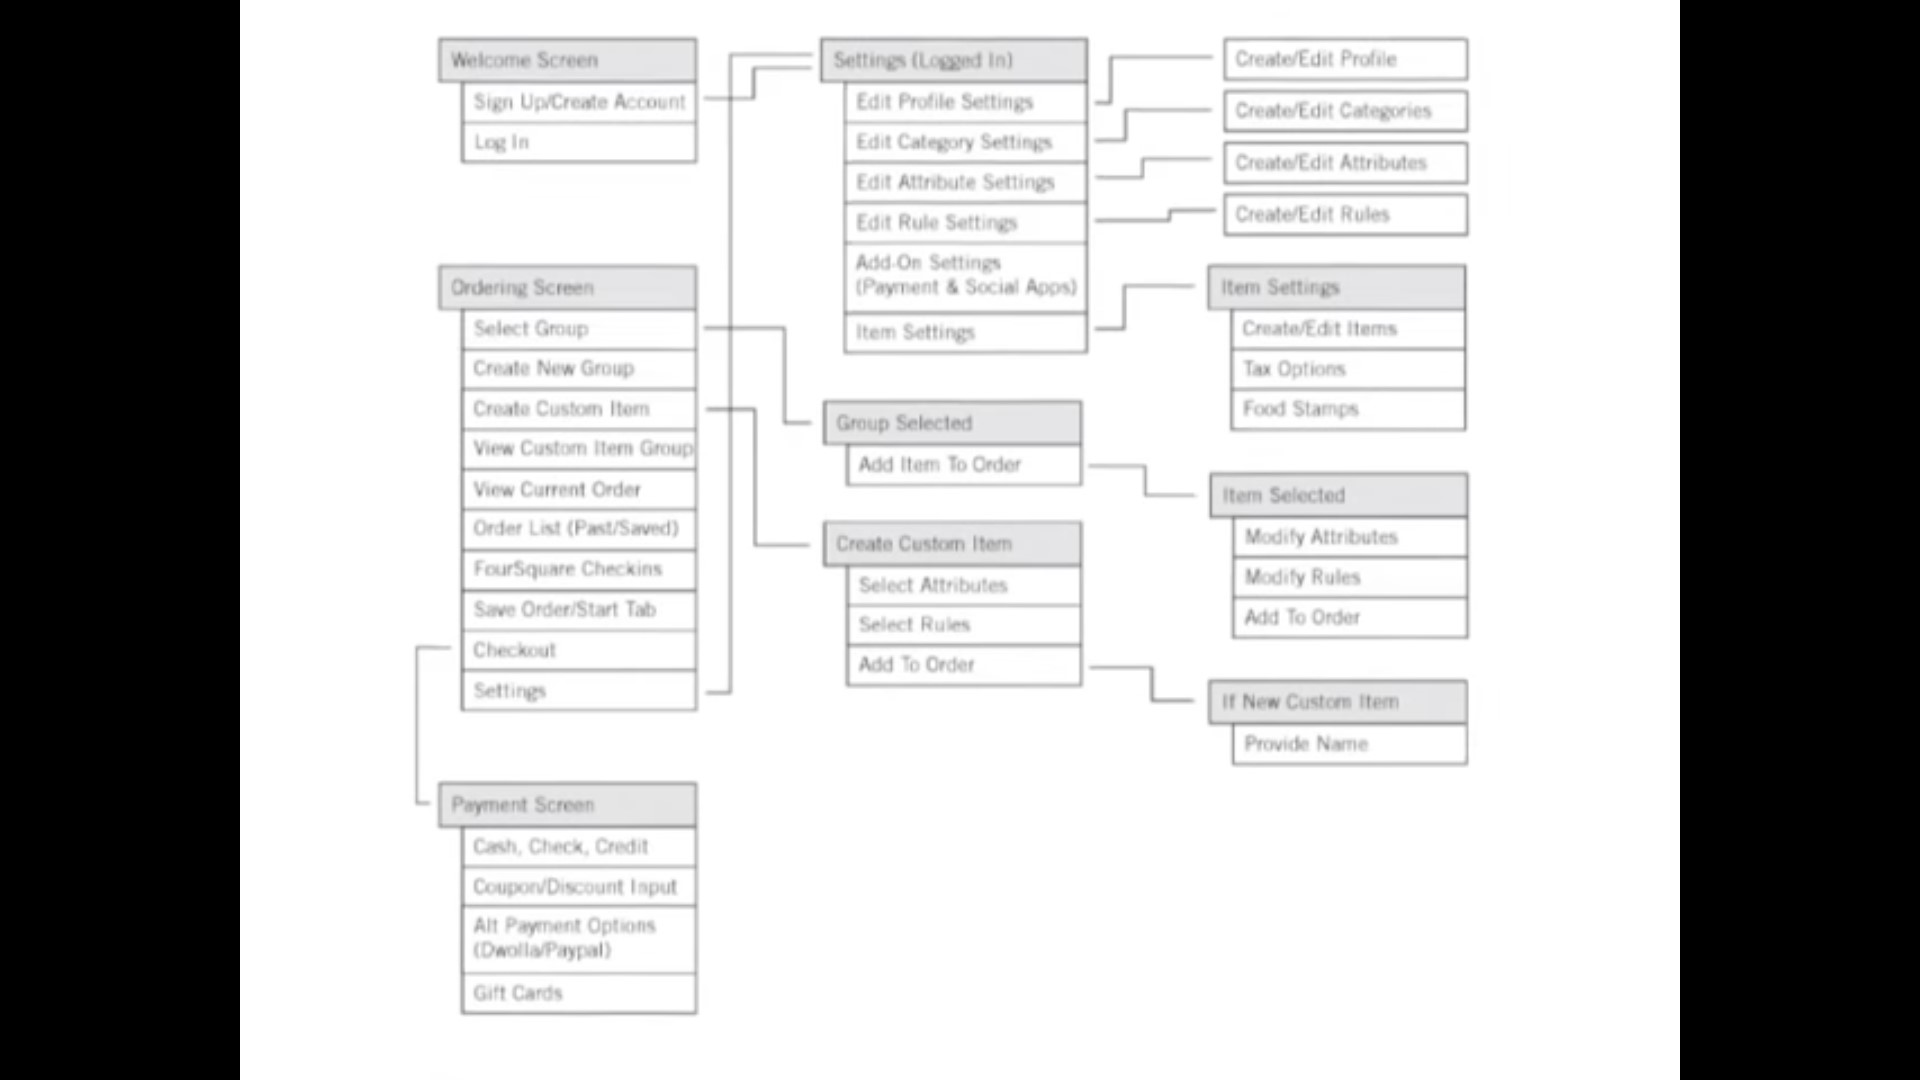 Welcome Screen
Sign Up/Create Account
Log In
Ordering Screen
Select Group
Create New Group
Create Custom Item
View Custom Item Group
View Current Order
Order List (Past/Saved)
FourSquare Checkins
Save Order/Start Tab
Checkout
Settings
Payment Screen
Cash, Check, Credit
Coupon/Discount Input
Alt Payment Options
(Dwolla/Paypal)
Gift Cards
Settings (Logged In)
Edit Profile Settings
Edit Category Settings
Edit Attribute Settings
Edit Rule Settings
Add-On Settings
(Payment & Social Apps)
Item Settings
Group Selected
Add Item To Order
Create Custom Item
Select Attributes
Select Rules
Add To Order
Create/Edit Profile
Create/Edit Categories
Create/Edit Attributes
Create/Edit Rules
Item Settings
Create/Edit Items
Tax Options
Food Stamps
Item Selected
Modify Attributes
Modify Rules
Add To Order
If New Custom Item
Provide Name